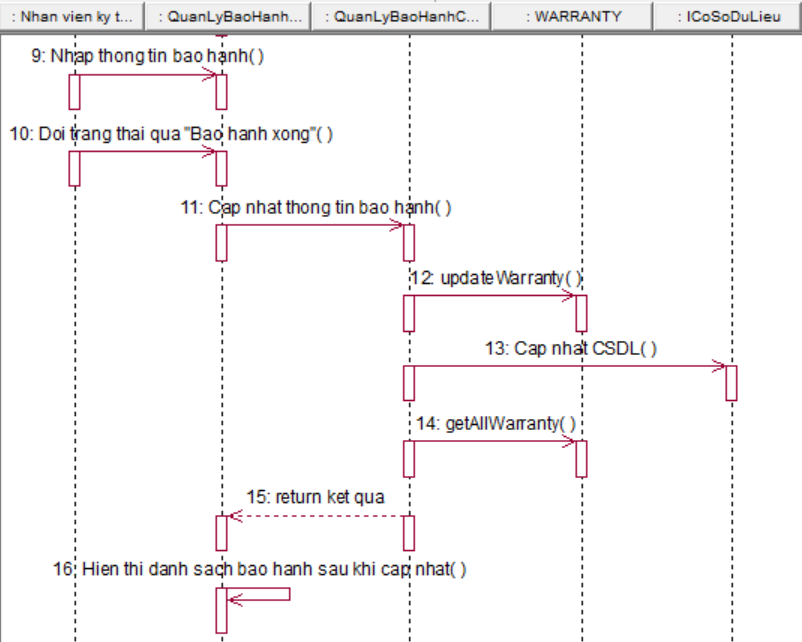 : Nhan vien ky t...
: QuanLyBaoHanh...
: QuanLyBaoHanhC...
: WARRANTY
: ICoSoDuLieu
9: Nhap thong tin bao hanh( )
10: Doi trang thai qua "Bao hanh xong"( )
11: Cap nhat thong tin bao hanh( )
12: updateWarranty( )
13: Cap nhat CSDL( )
14: getAllWarranty( )
15: return ket qua
16: Hien thi danh sach bao hanh sau khi cap nhat( )